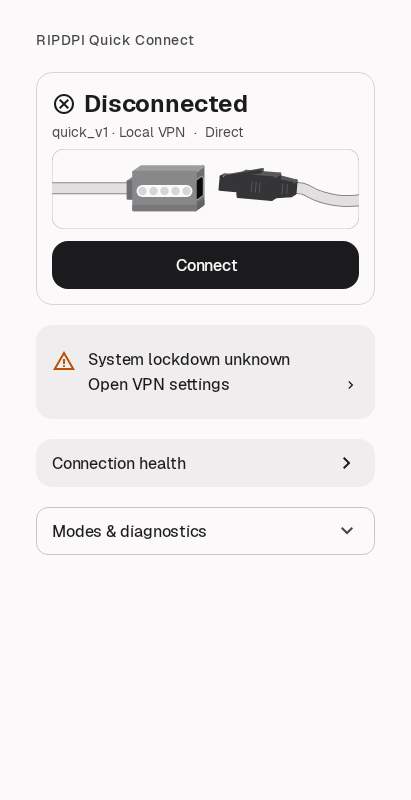 RIPDPI Quick Connect
Disconnected
quick_v1 · Local VPN · Direct
Connect
System lockdown unknown
Open VPN settings
Connection health
Modes & diagnostics